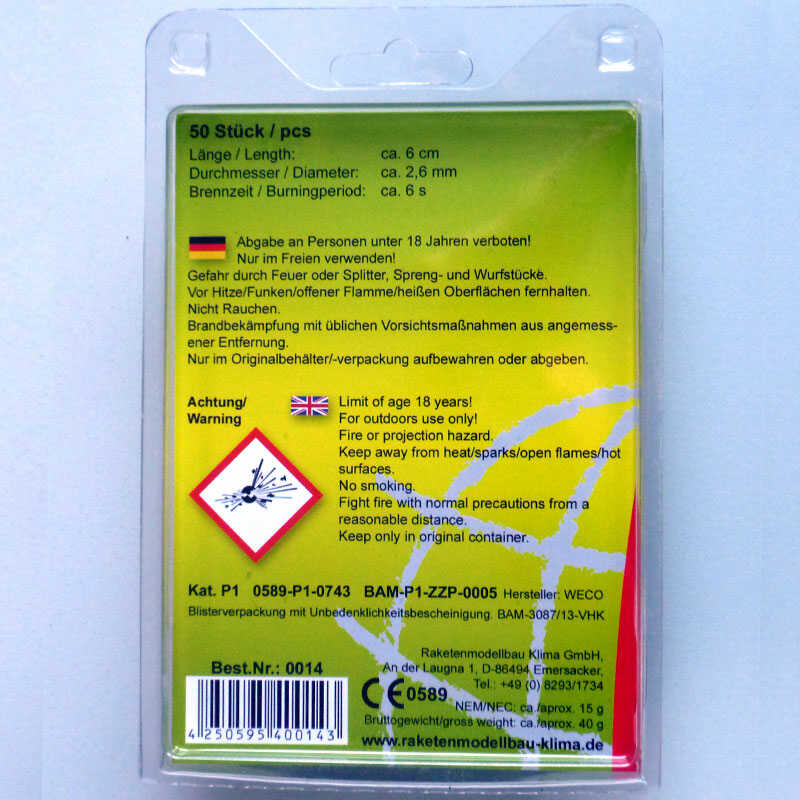 50 Stück / pcs
Länge / Length: ca. 6 cm
Durchmesser / Diameter: ca. 2,6 mm
Brennzeit / Burningperiod: ca. 6 s
Abgabe an Personen unter 18 Jahren verboten!
Nur im Freien verwenden!
Gefahr durch Feuer oder Splitter, Spreng- und Wurfstücke.
Vor Hitze/Funken/offener Flamme/heißen Oberflächen fernhalten.
Nicht Rauchen.
Brandbekämpfung mit üblichen Vorsichtsmaßnahmen aus angemess-
ener Entfernung.
Nur im Originalbehälter/-verpackung aufbewahren oder abgeben.
Achtung/
Warning
Limit of age 18 years!
For outdoors use only!
Fire or projection hazard.
Keep away from heat/sparks/open flames/hot
surfaces.
No smoking.
Fight fire with normal precautions from a
reasonable distance.
Keep only in original container.
Kat. P1 0589-P1-0743 BAM-P1-ZZP-0005 Hersteller: WECO
Blisterverpackung mit Unbedenklichkeitsbescheinigung. BAM-3087/13-VHK
Raketenmodellbau Klima GmbH,
An der Laugna 1, D-86494 Emersacker,
Tel.: +49 (0) 8293/1734
Best.Nr.: 0014
CE 0589
NEM/NEC: ca./aprox. 15 g
Bruttogewicht/gross weight: ca./aprox. 40 g
4 250595 400143
www.raketenmodellbau-klima.de